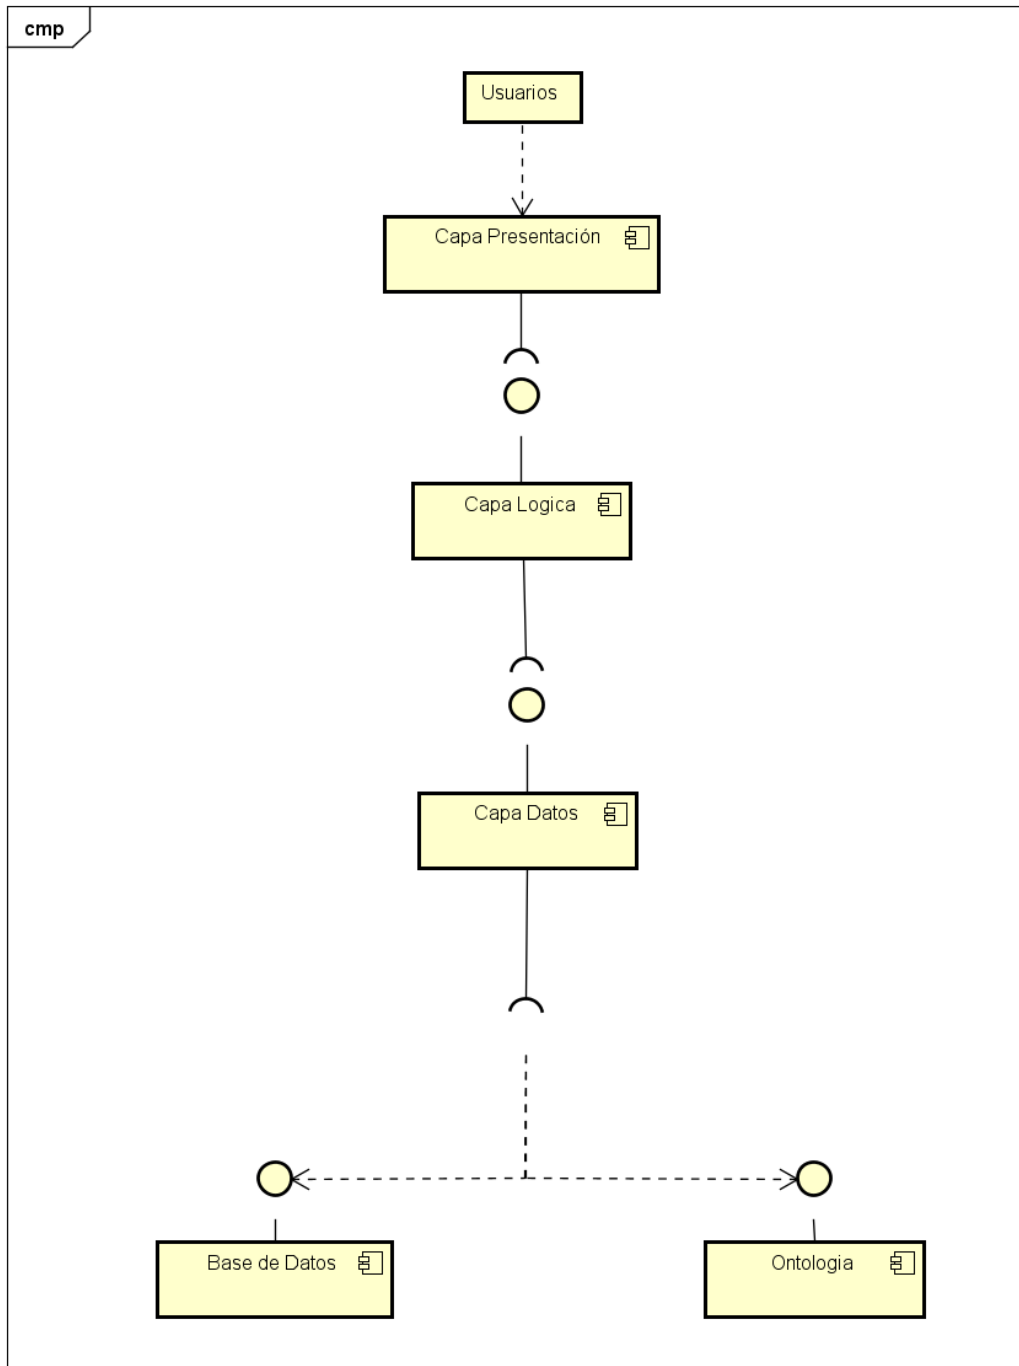 cmp
Usuarios
Capa Presentación
Capa Logica
Capa Datos
Base de Datos
Ontologia